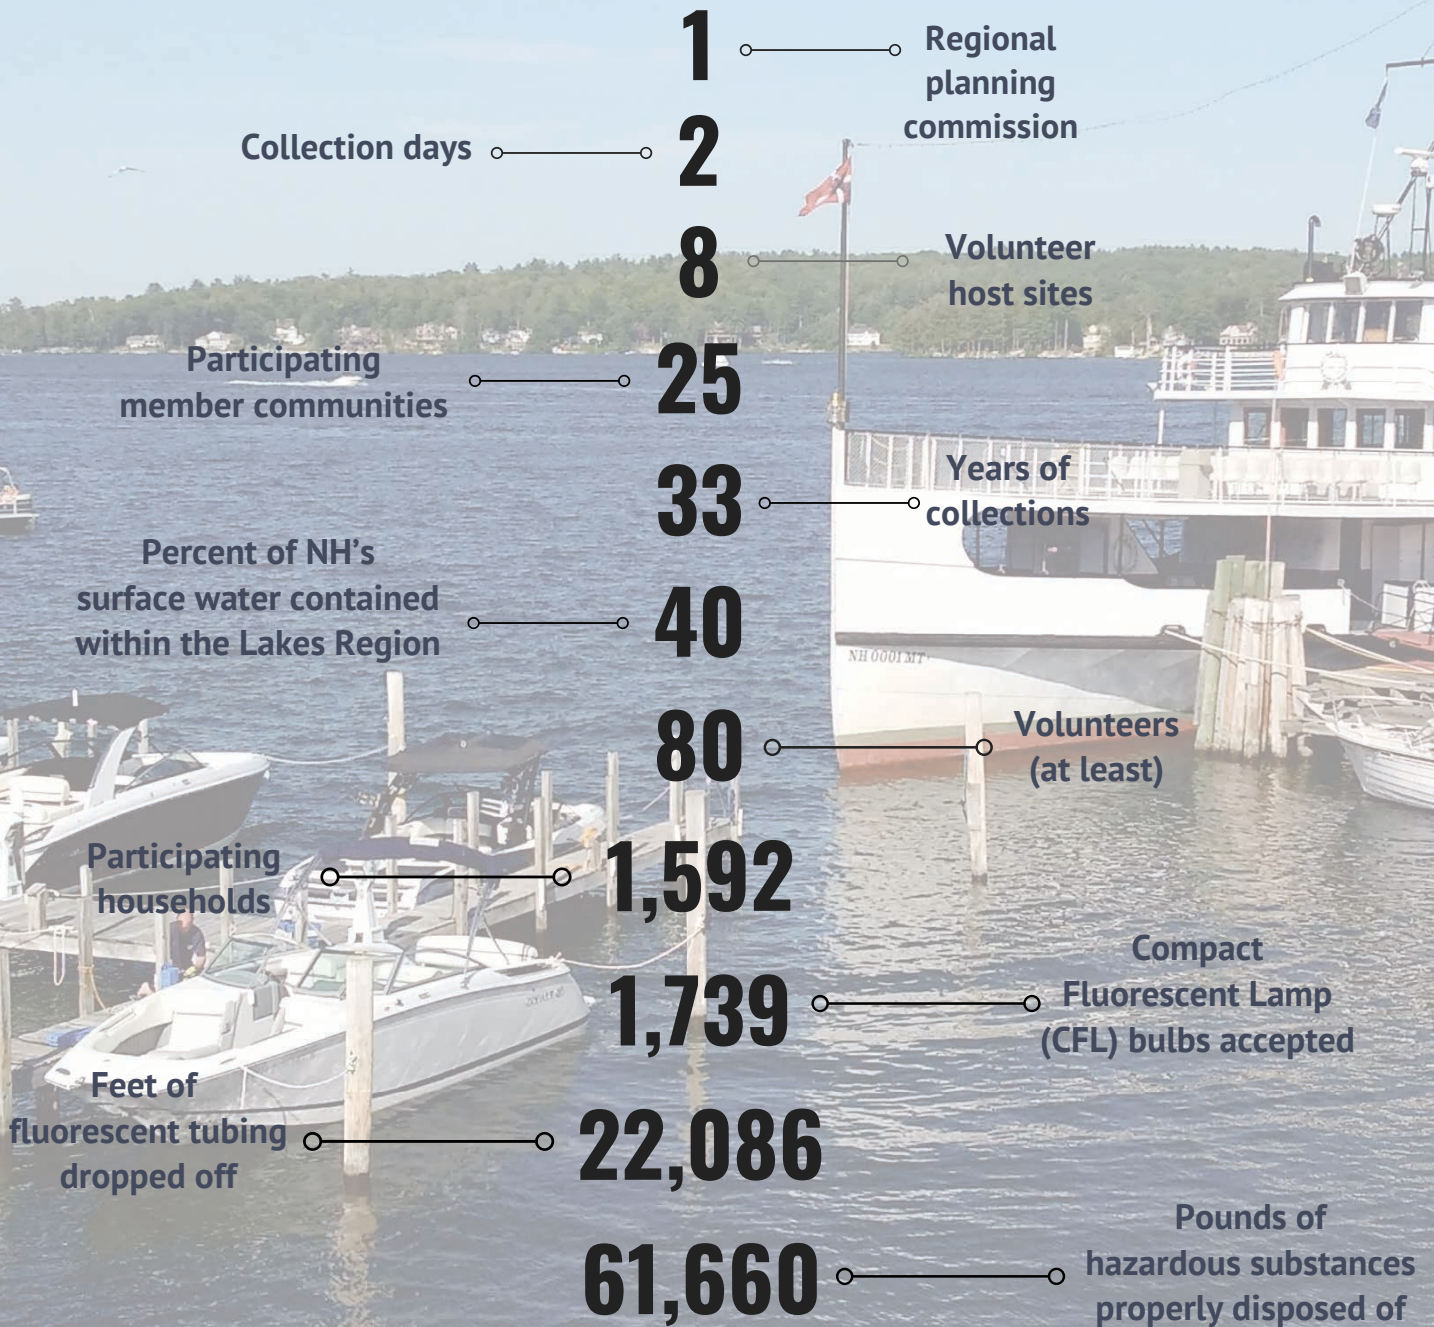 1
Regional
planning
commission
Collection days
2
8
Volunteer
host sites
Participating
member communities
25
33
Years of
collections
Percent of NH’s
surface water contained
within the Lakes Region
40
NH 0001 MT
80
Volunteers
(at least)
Participating
households
1,592
1,739
Compact
Fluorescent Lamp
(CFL) bulbs accepted
Feet of
fluorescent tubing
dropped off
22,086
61,660
Pounds of
hazardous substances
properly disposed of